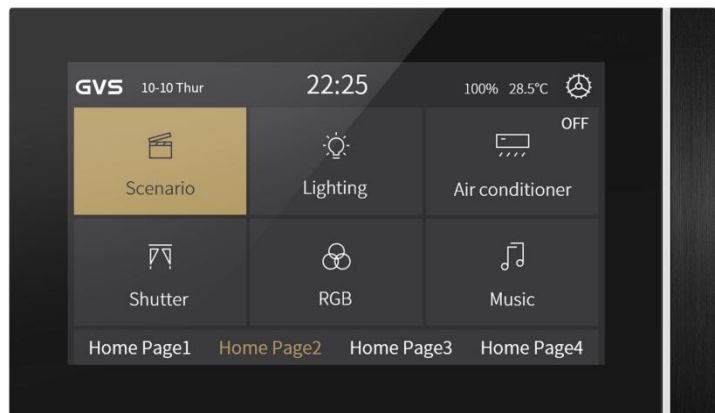 GVS 10-10 Thur 22:25 100% 28.5°C
OFF
Scenario Lighting Air conditioner
Shutter RGB Music
Home Page1 Home Page2 Home Page3 Home Page4